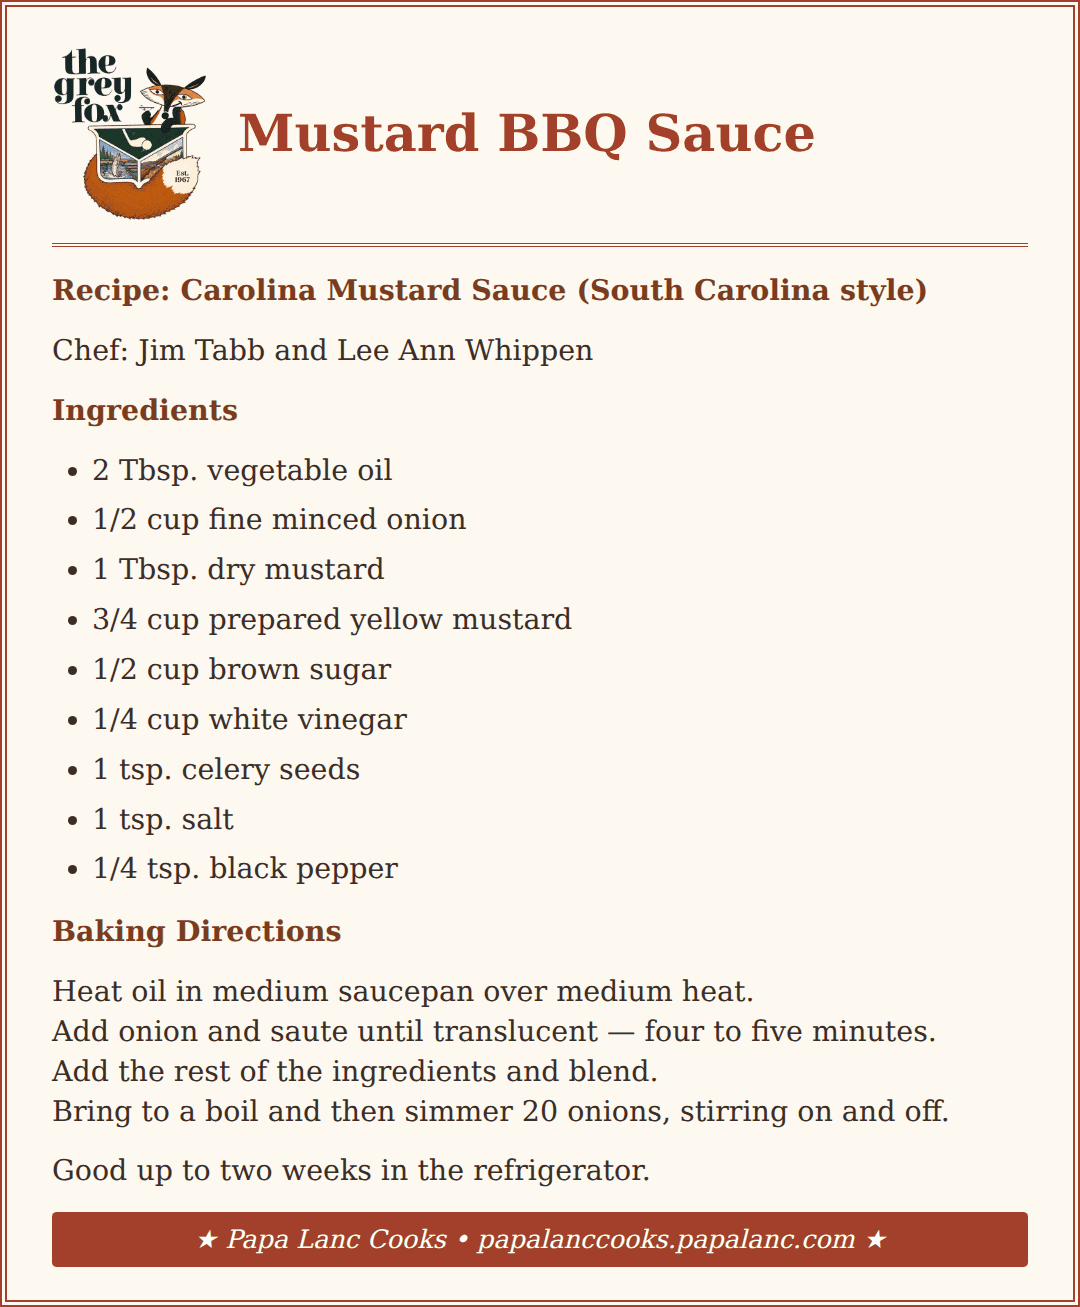 the
grey
fox
Est.
1967
Mustard BBQ Sauce
Recipe: Carolina Mustard Sauce (South Carolina style)
Chef: Jim Tabb and Lee Ann Whippen
Ingredients
• 2 Tbsp. vegetable oil
• 1/2 cup fine minced onion
• 1 Tbsp. dry mustard
• 3/4 cup prepared yellow mustard
• 1/2 cup brown sugar
• 1/4 cup white vinegar
• 1 tsp. celery seeds
• 1 tsp. salt
• 1/4 tsp. black pepper
Baking Directions
Heat oil in medium saucepan over medium heat.
Add onion and saute until translucent — four to five minutes.
Add the rest of the ingredients and blend.
Bring to a boil and then simmer 20 onions, stirring on and off.
Good up to two weeks in the refrigerator.
★ Papa Lanc Cooks • papalanccooks.papalanc.com ★